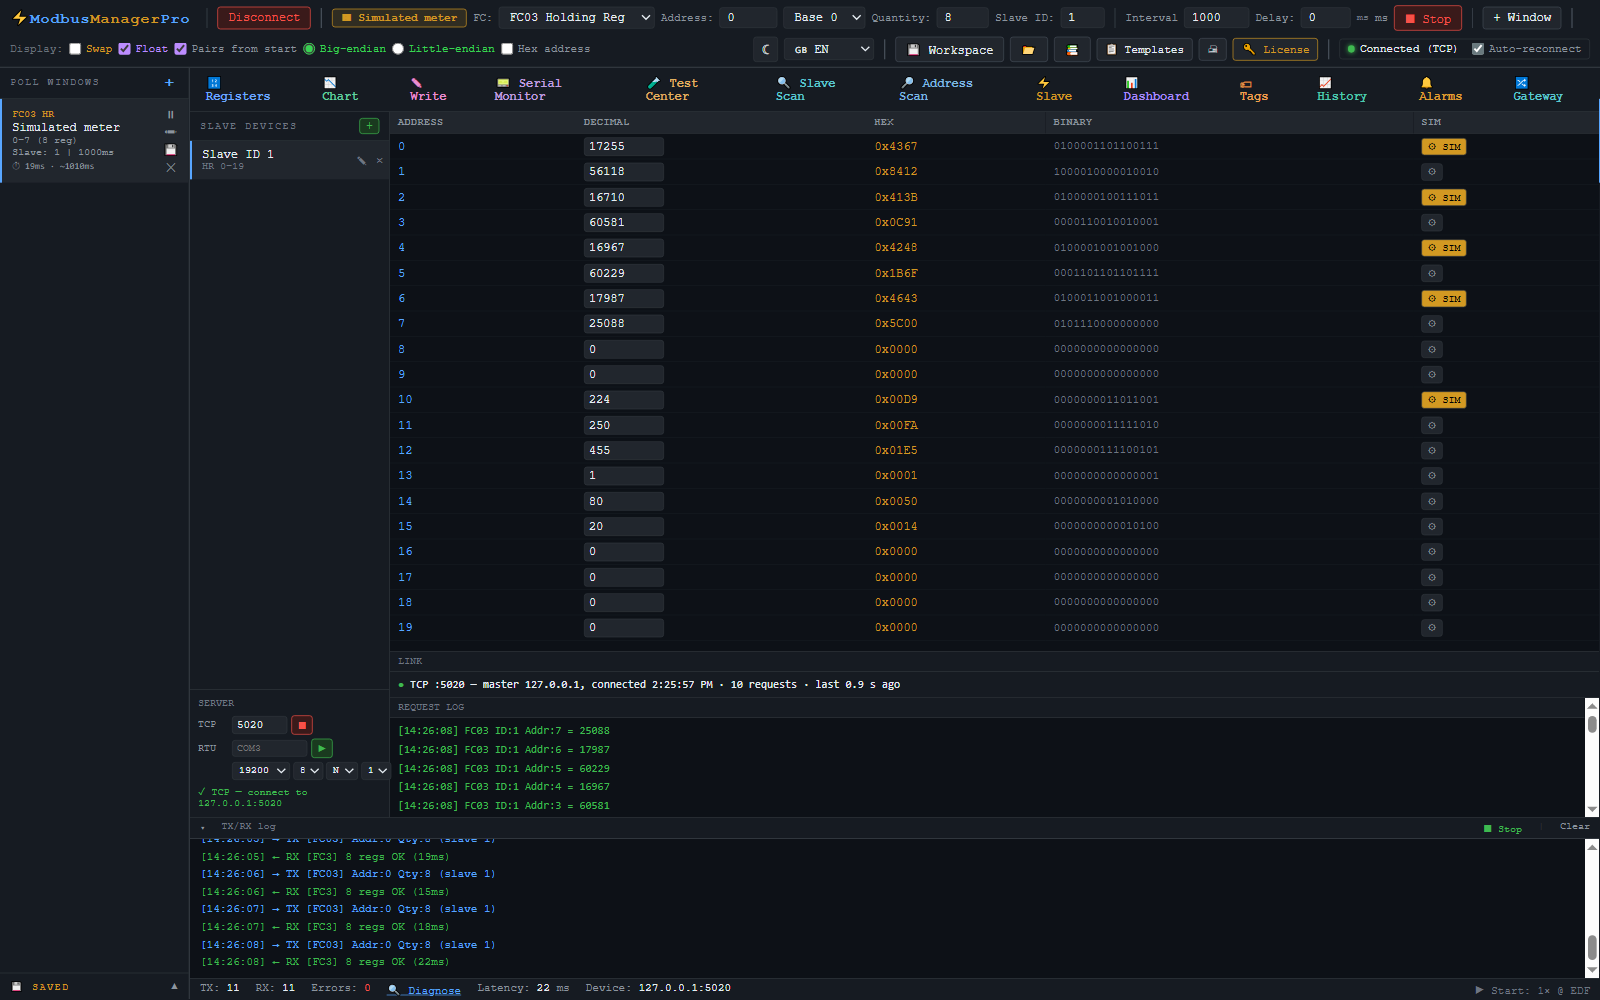 ModbusManagerPro
Disconnect
Simulated meter
FC: FC03 Holding Reg
Address: 0
Base 0
Quantity: 8
Slave ID: 1
Interval 1000
Delay: 0 ms ms
Stop
+ Window
Display: Swap Float Pairs from start Big-endian Little-endian Hex address
GB EN
Workspace
Templates
License
Connected (TCP)
Auto-reconnect
POLL WINDOWS +
FC03 HR
Simulated meter
0–7 (8 reg)
Slave: 1 | 1000ms
19ms · ~1010ms
Registers
Chart
Write
Serial Monitor
Test Center
Slave Scan
Address Scan
Slave
Dashboard
Tags
History
Alarms
Gateway
SLAVE DEVICES +
Slave ID 1
HR 0–19
ADDRESS DECIMAL HEX BINARY SIM
0 17255 0x4367 0100001101100111 SIM
1 56118 0x8412 1000010000010010
2 16710 0x413B 0100000100111011 SIM
3 60581 0x0C91 0000110010010001
4 16967 0x4248 0100001001001000 SIM
5 60229 0x1B6F 0001101101101111
6 17987 0x4643 0100011001000011 SIM
7 25088 0x5C00 0101110000000000
8 0 0x0000 0000000000000000
9 0 0x0000 0000000000000000
10 224 0x00D9 0000000011011001 SIM
11 250 0x00FA 0000000011111010
12 455 0x01E5 0000000111100101
13 1 0x0001 0000000000000001
14 80 0x0050 0000000001010000
15 20 0x0014 0000000000010100
16 0 0x0000 0000000000000000
17 0 0x0000 0000000000000000
18 0 0x0000 0000000000000000
19 0 0x0000 0000000000000000
LINK
TCP :5020 — master 127.0.0.1, connected 2:25:57 PM · 10 requests · last 0.9 s ago
REQUEST LOG
[14:26:08] FC03 ID:1 Addr:7 = 25088
[14:26:08] FC03 ID:1 Addr:6 = 17987
[14:26:08] FC03 ID:1 Addr:5 = 60229
[14:26:08] FC03 ID:1 Addr:4 = 16967
[14:26:08] FC03 ID:1 Addr:3 = 60581
SERVER
TCP 5020
RTU COM3
19200 8 N 1
✓ TCP — connect to
127.0.0.1:5020
TX/RX log
Stop
Clear
[14:26:05] → TX [FC03] Addr:0 Qty:8 (slave 1)
[14:26:05] ← RX [FC3] 8 regs OK (19ms)
[14:26:06] → TX [FC03] Addr:0 Qty:8 (slave 1)
[14:26:06] ← RX [FC3] 8 regs OK (15ms)
[14:26:07] → TX [FC03] Addr:0 Qty:8 (slave 1)
[14:26:07] ← RX [FC3] 8 regs OK (18ms)
[14:26:08] → TX [FC03] Addr:0 Qty:8 (slave 1)
[14:26:08] ← RX [FC3] 8 regs OK (22ms)
SAVED
TX: 11 RX: 11 Errors: 0 Diagnose Latency: 22 ms Device: 127.0.0.1:5020
Start: 1× @ EDF